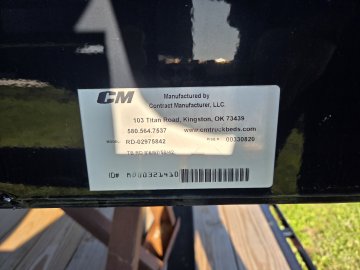 CM
Manufactured by
Contract Manufacturer, LLC.
103 Titan Road, Kingston, OK 73439
580.564.7537 www.cmtruckbeds.com
MODEL RD-02975842 00330820
ID#